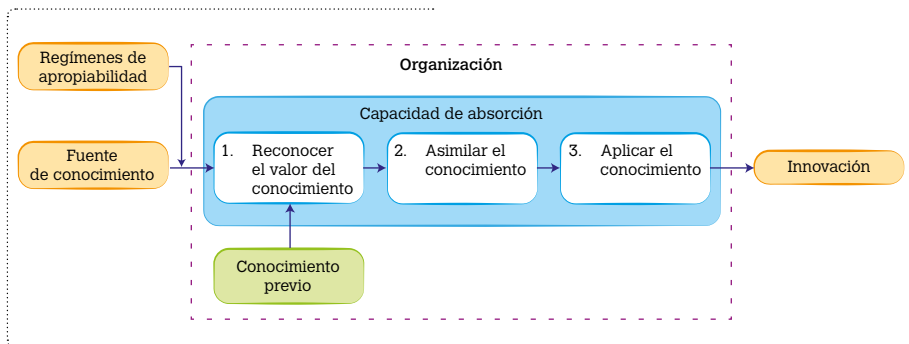 Regímenes de
apropiabilidad
Organización
Capacidad de absorción
Fuente
de conocimiento
1. Reconocer
el valor del
conocimiento
2. Asimilar el
conocimiento
3. Aplicar el
conocimiento
Innovación
Conocimiento
previo